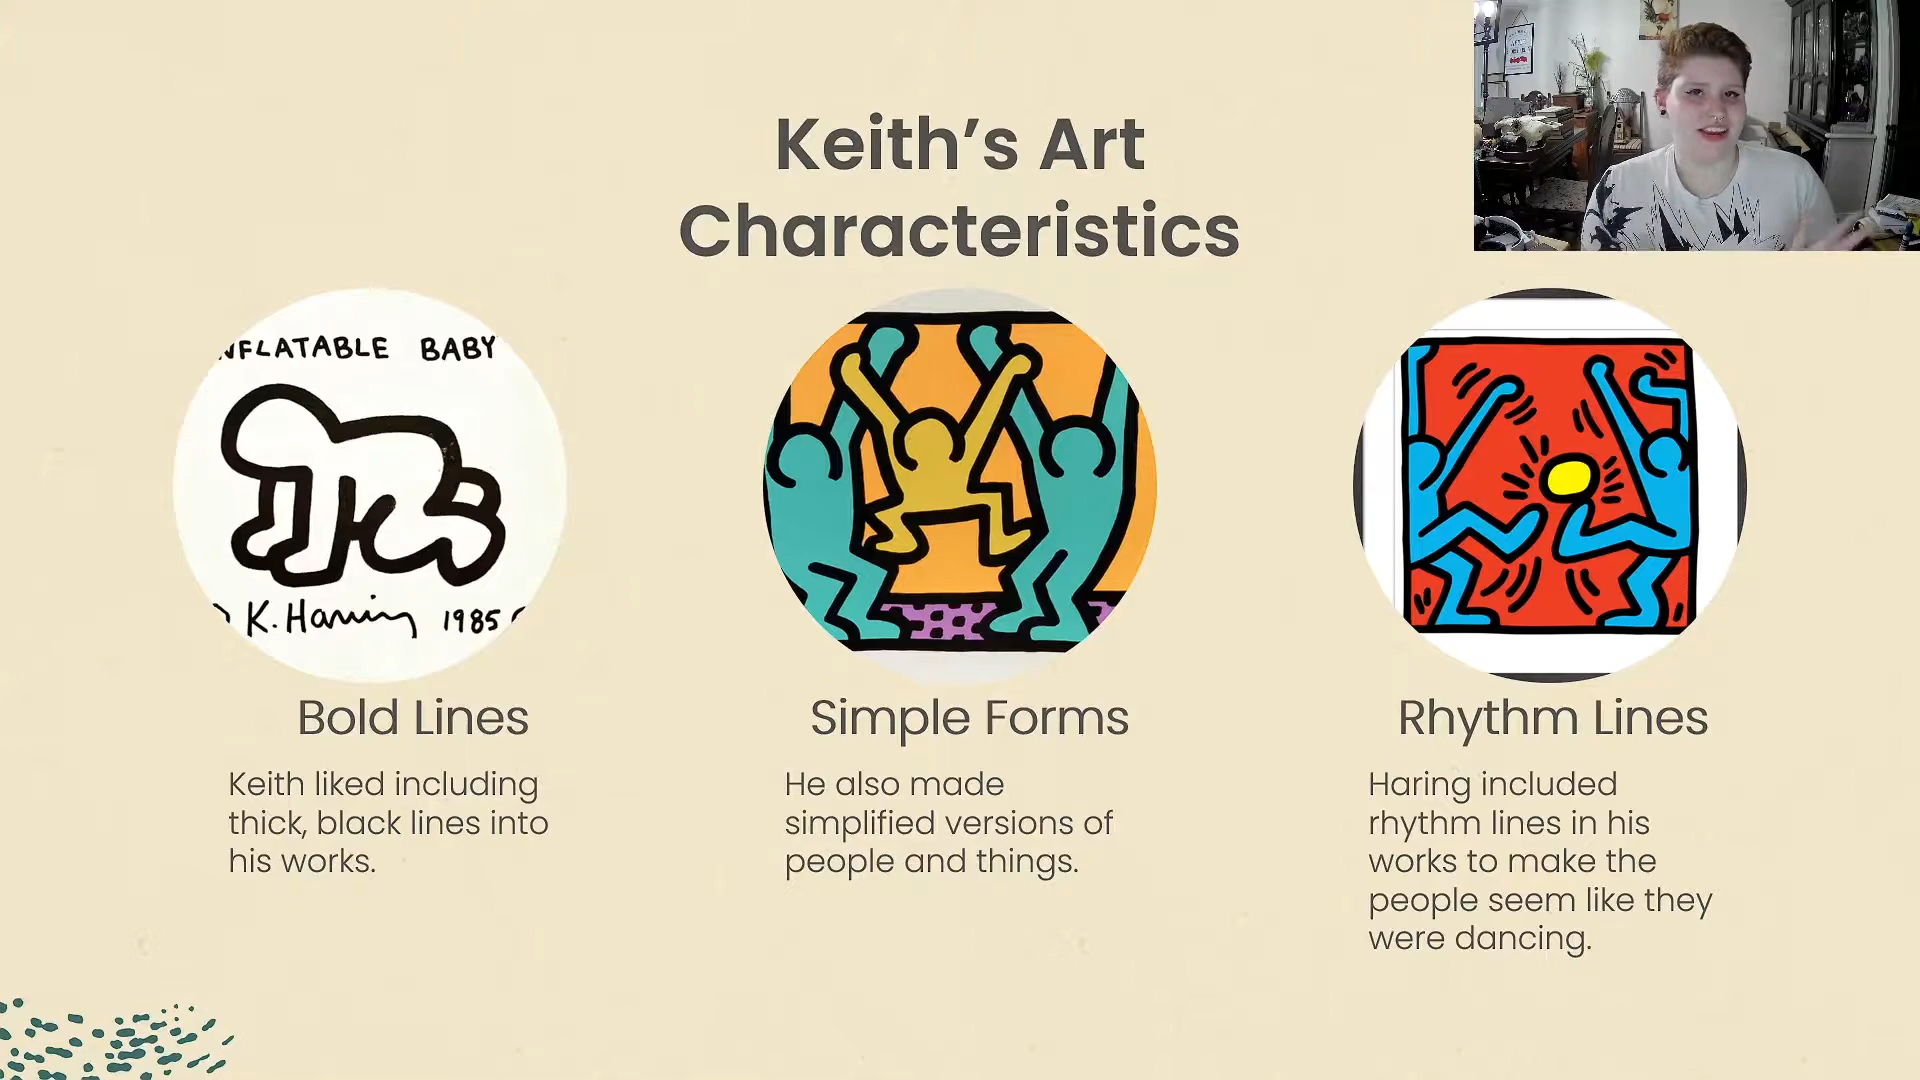 Keith's Art
Characteristics
NFLATABLE BABY
K. Haring 1985
Bold Lines
Keith liked including
thick, black lines into
his works.
Simple Forms
He also made
simplified versions of
people and things.
Rhythm Lines
Haring included
rhythm lines in his
works to make the
people seem like they
were dancing.